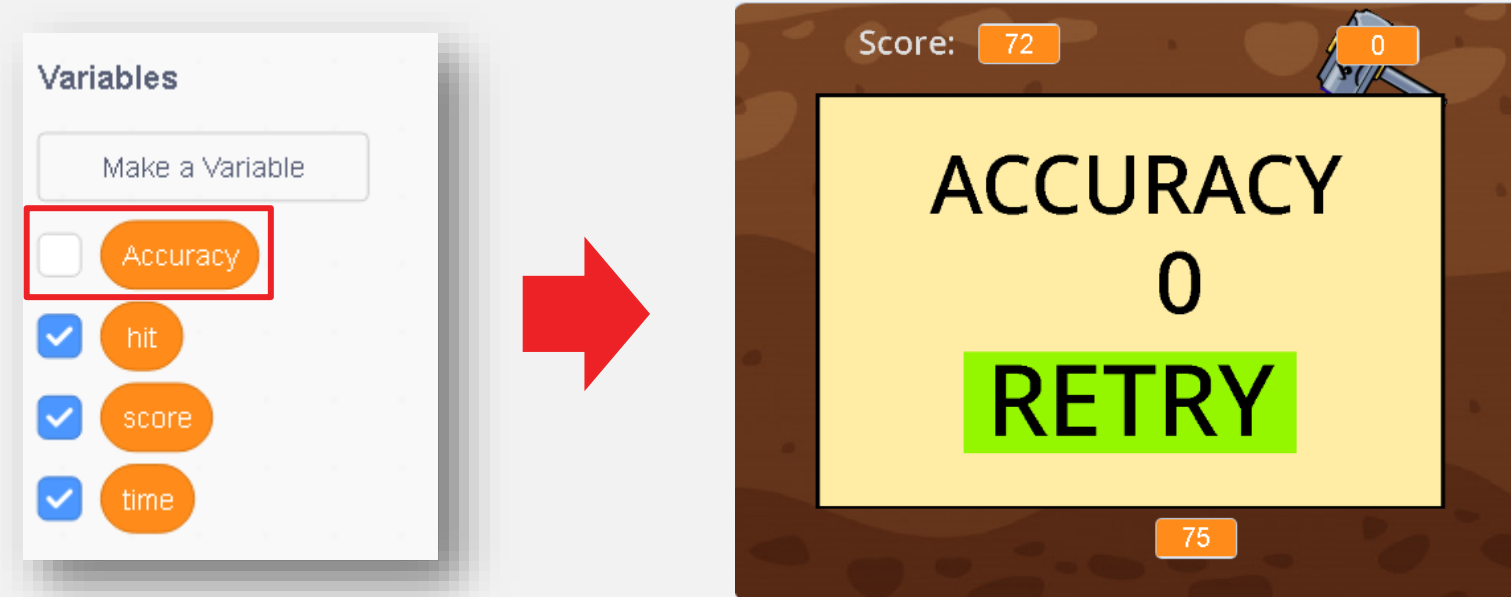 Variables
Make a Variable
Accuracy
hit
score
time
Score: 72 0
ACCURACY
0
RETRY
75